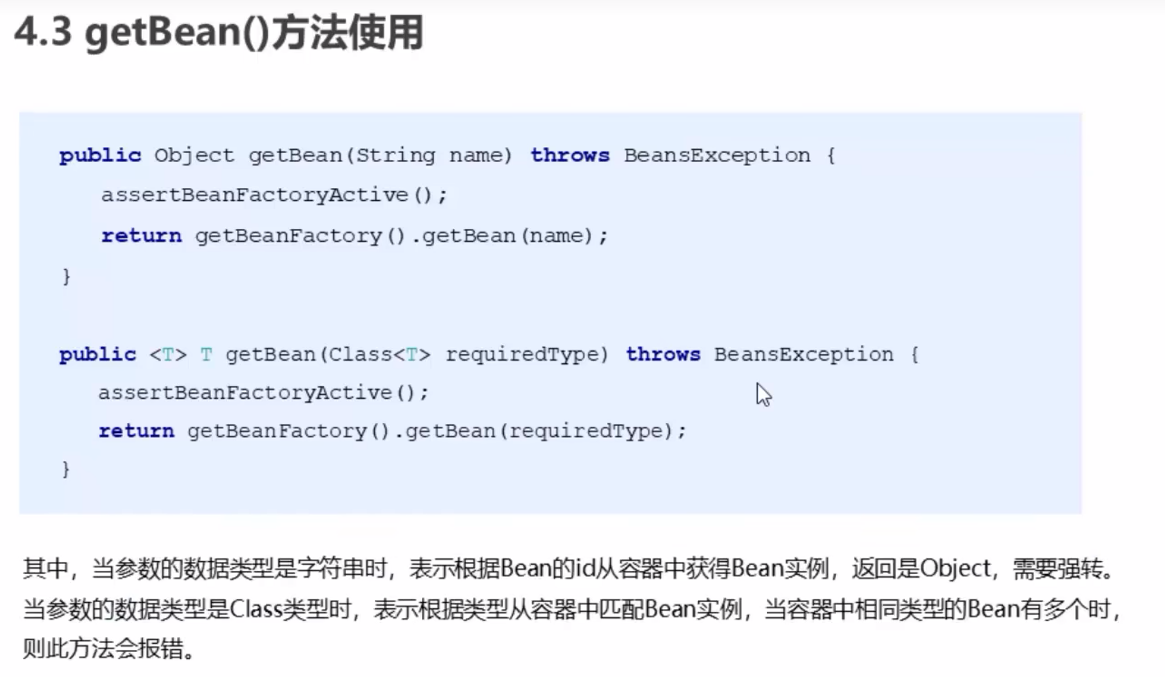 4.3 getBean()方法使用
public Object getBean(String name) throws BeansException {
assertBeanFactoryActive();
return getBeanFactory().getBean(name);
}
public <T> T getBean(Class<T> requiredType) throws BeansException {
assertBeanFactoryActive();
return getBeanFactory().getBean(requiredType);
}
其中，当参数的数据类型是字符串时，表示根据Bean的id从容器中获得Bean实例，返回是Object，需要强转。
当参数的数据类型是Class类型时，表示根据类型从容器中匹配Bean实例，当容器中相同类型的Bean有多个时，
则此方法会报错。